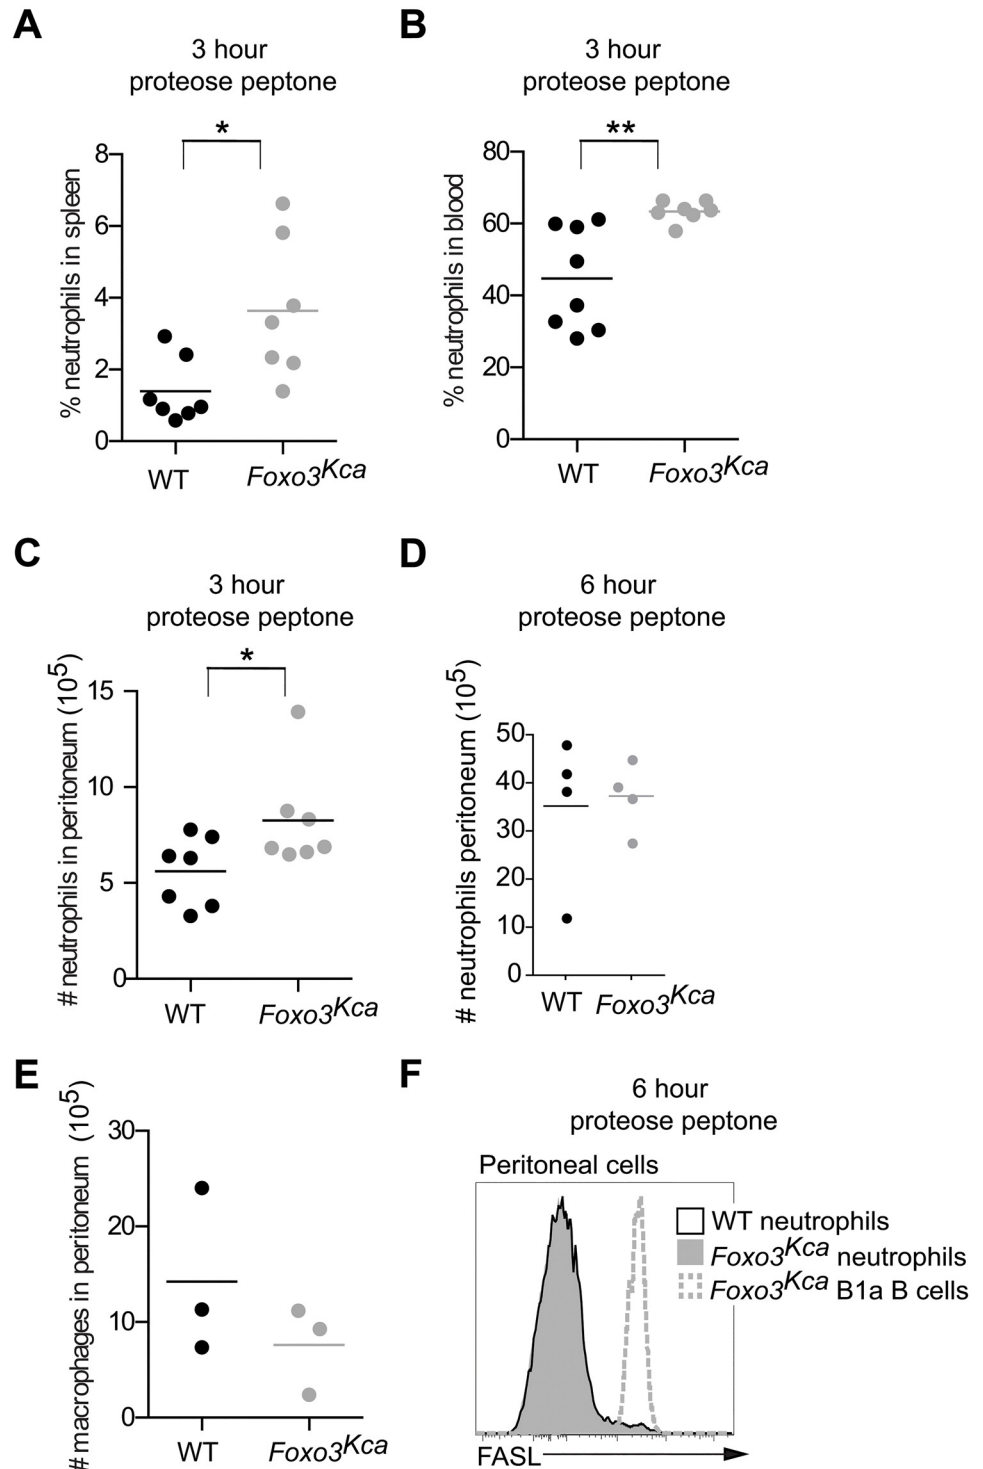 A
3 hour
proteose peptone
*
% neutrophils in spleen
8
6
4
2
0
WT
Foxo3Kca
B
3 hour
proteose peptone
**
% neutrophils in blood
80
60
40
20
0
WT
Foxo3Kca
C
3 hour
proteose peptone
*
# neutrophils in peritoneum (105)
15
10
5
0
WT
Foxo3Kca
D
6 hour
proteose peptone
# neutrophils peritoneum (105)
50
40
30
20
10
0
WT
Foxo3Kca
E
# macrophages in peritoneum (105)
30
20
10
0
WT
Foxo3Kca
F
6 hour
proteose peptone
Peritoneal cells
WT neutrophils
Foxo3Kca neutrophils
Foxo3Kca B1a B cells
FASL